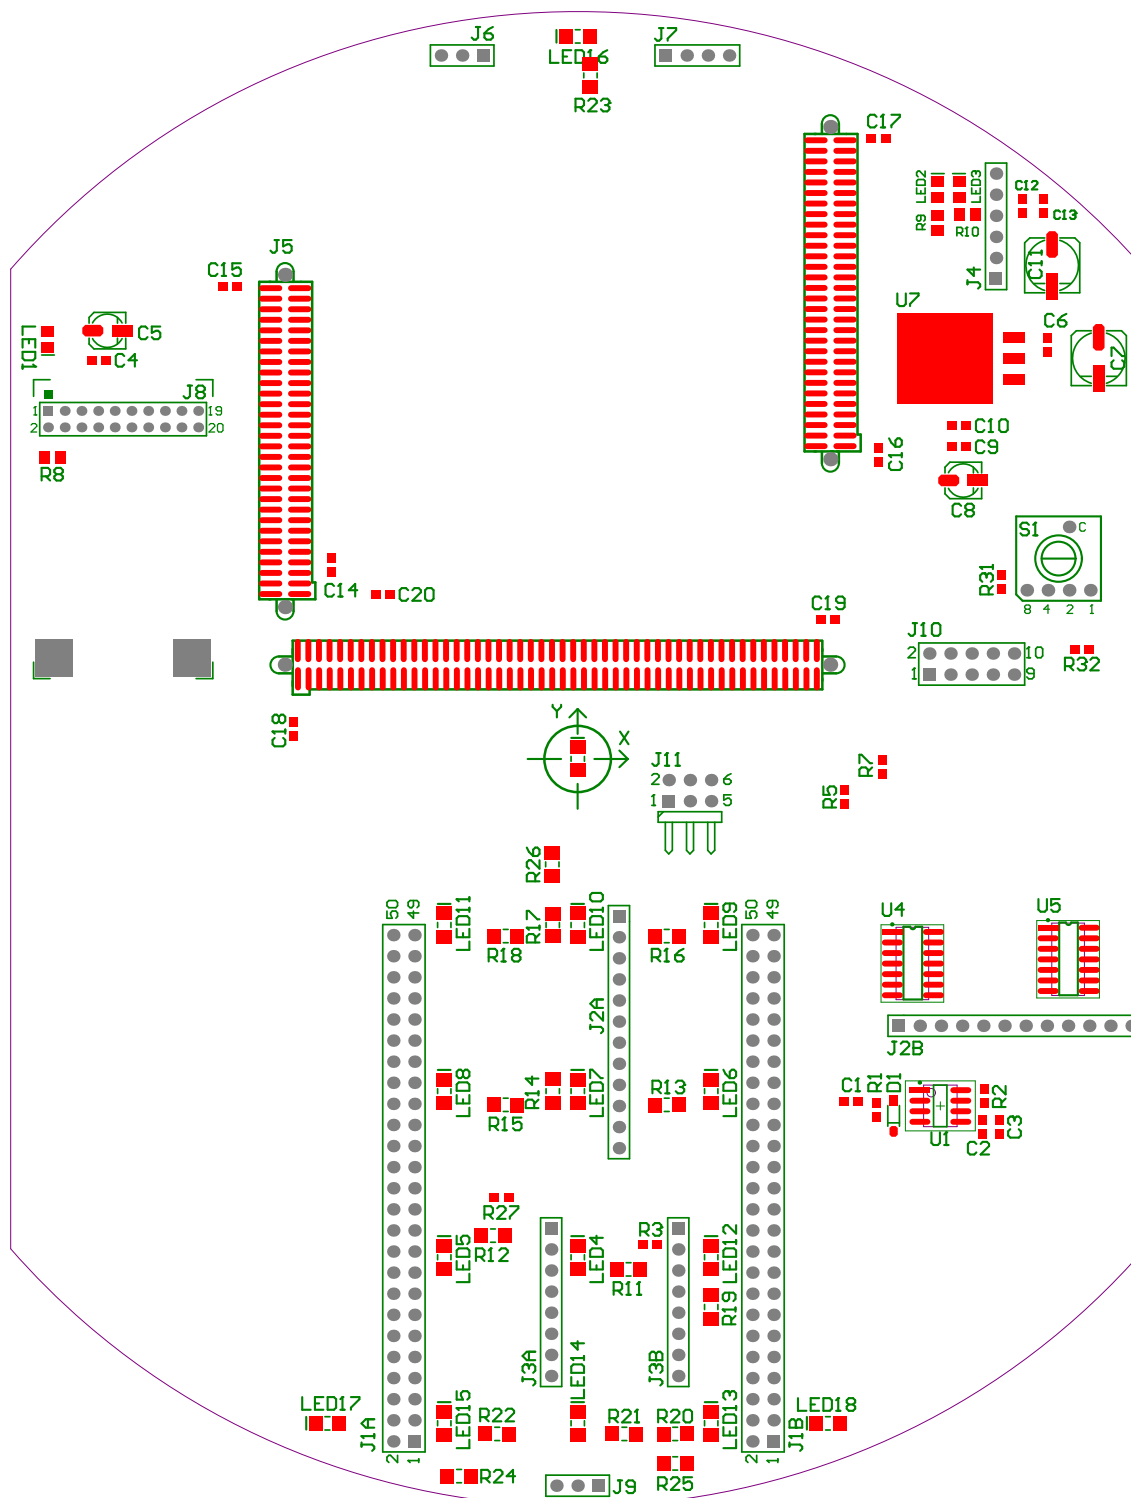 J6
J7
LED16
R23
C17
LED2
LED3
C12
C13
R9
R10
J5
C11
C15
J4
U7
C6
LED1
C5
C4
C7
J8
1
19
2
20
C10
C16
C9
R8
C8
S1
C
R31
C14
C20
8
4
2
1
C19
J10
2
10
1
9
R32
C18
Y
X
J11
2
6
1
5
R7
R5
R26
50
49
LED11
R17
LED10
LED9
50
49
U4
U5
R18
R16
J2A
J2B
LED8
R14
LED7
R13
LED6
C1
R1
D1
R2
R15
U1
C2
C3
R27
R3
LED5
R12
LED4
LED12
R11
R19
J3A
LED14
J3B
LED17
J1A
LED15
R22
R21
R20
LED13
LED18
J1B
2
1
R24
R25
2
1
J9